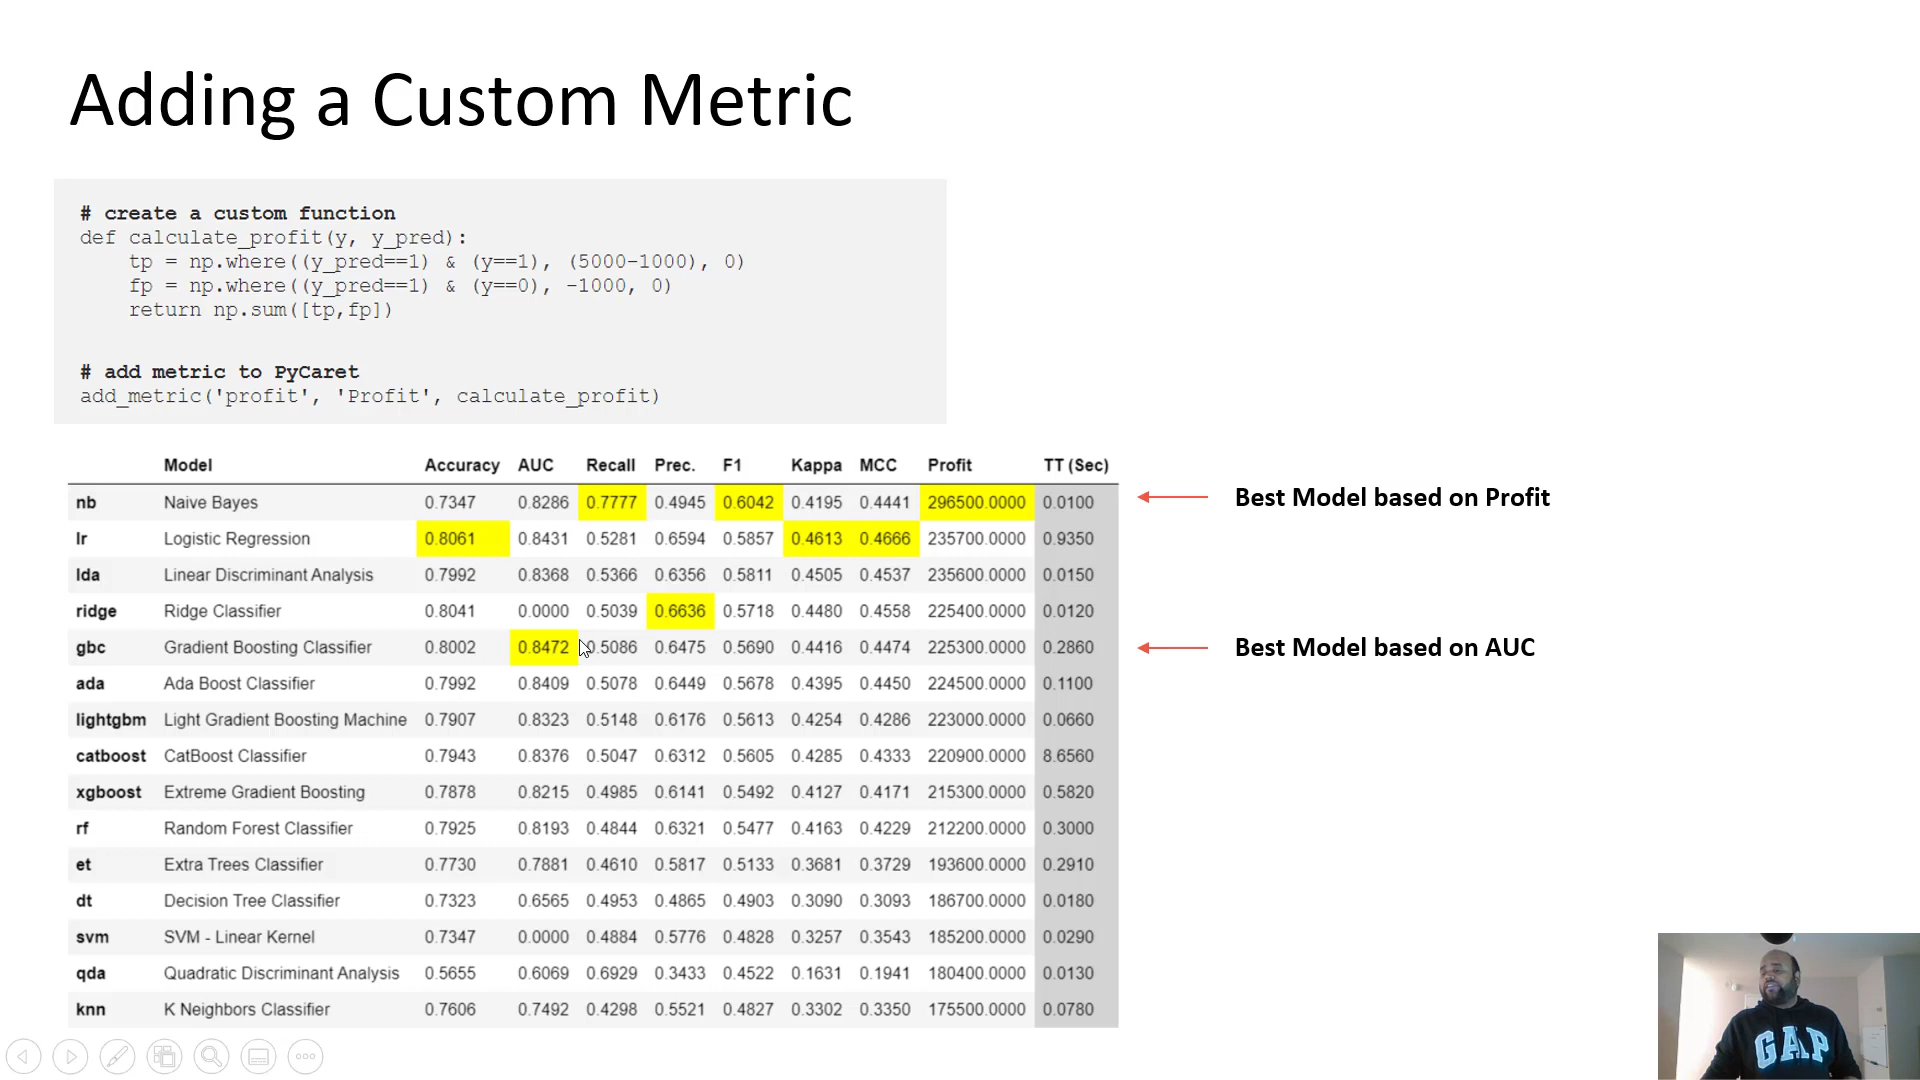 Adding a Custom Metric
# create a custom function
def calculate_profit(y, y_pred):
    tp = np.where((y_pred==1) & (y==1), (5000-1000), 0)
    fp = np.where((y_pred==1) & (y==0), -1000, 0)
    return np.sum([tp,fp])
# add metric to PyCaret
add_metric('profit', 'Profit', calculate_profit)
Model Accuracy AUC Recall Prec. F1 Kappa MCC Profit TT (Sec)
nb Naive Bayes 0.7347 0.8286 0.7777 0.4945 0.6042 0.4195 0.4441 296500.0000 0.0100
Best Model based on Profit
lr Logistic Regression 0.8061 0.8431 0.5281 0.6594 0.5857 0.4613 0.4666 235700.0000 0.9350
lda Linear Discriminant Analysis 0.7992 0.8368 0.5366 0.6356 0.5811 0.4505 0.4537 235600.0000 0.0150
ridge Ridge Classifier 0.8041 0.0000 0.5039 0.6636 0.5718 0.4480 0.4558 225400.0000 0.0120
gbc Gradient Boosting Classifier 0.8002 0.8472 0.5086 0.6475 0.5690 0.4416 0.4474 225300.0000 0.2860
Best Model based on AUC
ada Ada Boost Classifier 0.7992 0.8409 0.5078 0.6449 0.5678 0.4395 0.4450 224500.0000 0.1100
lightgbm Light Gradient Boosting Machine 0.7907 0.8323 0.5148 0.6176 0.5613 0.4254 0.4286 223000.0000 0.0660
catboost CatBoost Classifier 0.7943 0.8376 0.5047 0.6312 0.5605 0.4285 0.4333 220900.0000 8.6560
xgboost Extreme Gradient Boosting 0.7878 0.8215 0.4985 0.6141 0.5492 0.4127 0.4171 215300.0000 0.5820
rf Random Forest Classifier 0.7925 0.8193 0.4844 0.6321 0.5477 0.4163 0.4229 212200.0000 0.3000
et Extra Trees Classifier 0.7730 0.7881 0.4610 0.5817 0.5133 0.3681 0.3729 193600.0000 0.2910
dt Decision Tree Classifier 0.7323 0.6565 0.4953 0.4865 0.4903 0.3090 0.3093 186700.0000 0.0180
svm SVM - Linear Kernel 0.7347 0.0000 0.4884 0.5776 0.4828 0.3257 0.3543 185200.0000 0.0290
qda Quadratic Discriminant Analysis 0.5655 0.6069 0.6929 0.3433 0.4522 0.1631 0.1941 180400.0000 0.0130
knn K Neighbors Classifier 0.7606 0.7492 0.4298 0.5521 0.4827 0.3302 0.3350 175500.0000 0.0780
GAP